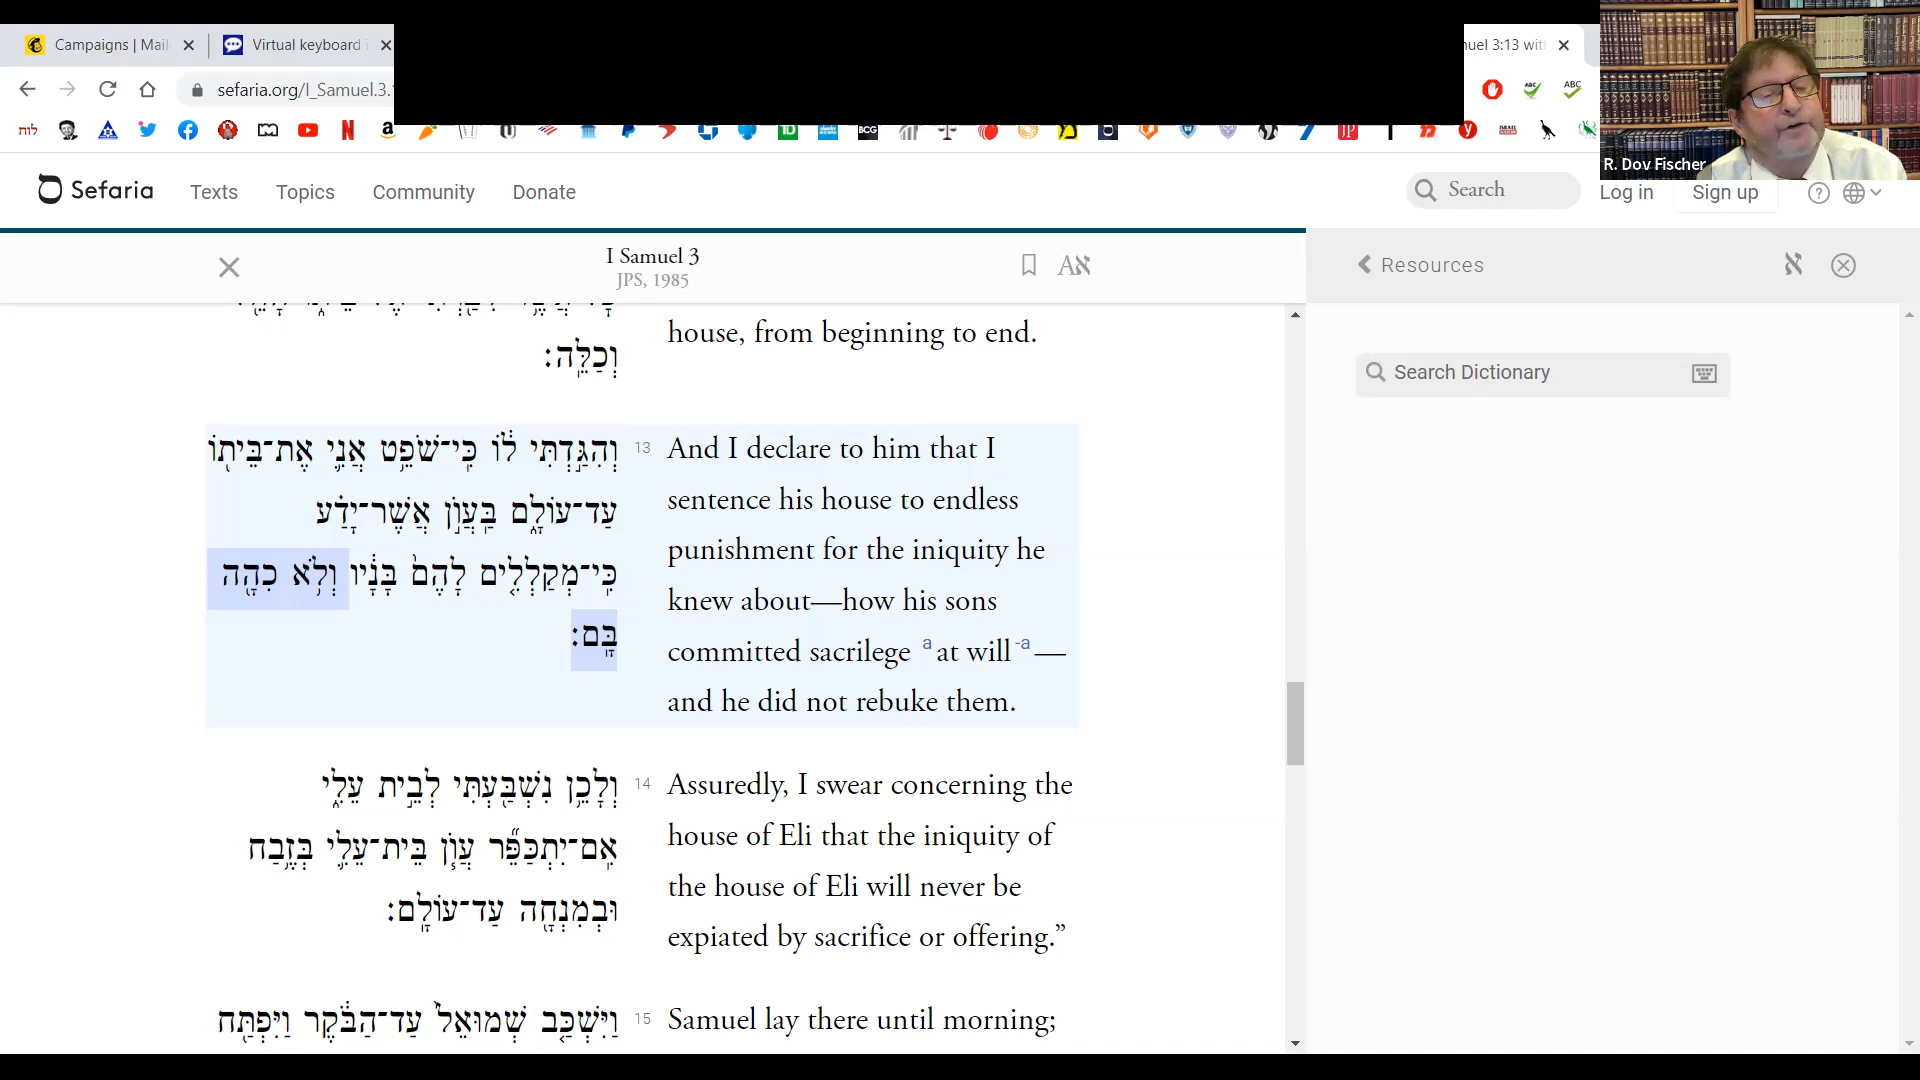 Campaigns | Mail
Virtual keyboard i
uel 3:13 with
sefaria.org/I_Samuel.3.
R. Dov Fischer
Sefaria
Texts
Topics
Community
Donate
Search
Log in
Sign up
I Samuel 3
JPS, 1985
Resources
Search Dictionary
house, from beginning to end.
וְכַלֵּֽה׃
וְהִגַּ֣דְתִּי ל֔וֹ כִּֽי־שֹׁפֵ֥ט אֲנִ֛י אֶת־בֵּית֖וֹ
עַד־עוֹלָ֑ם בַּעֲוֺ֣ן אֲשֶׁר־יָדַ֗ע
כִּֽי־מְקַלְלִ֤ים לָהֶם֙ בָּנָ֔יו וְלֹ֥א כִהָ֖ה
בָּֽם׃
13 And I declare to him that I
sentence his house to endless
punishment for the iniquity he
knew about—how his sons
committed sacrilege a at will -a —
and he did not rebuke them.
וְלָכֵ֥ן נִשְׁבַּ֖עְתִּי לְבֵ֣ית עֵלִ֑י
אִֽם־יִתְכַּפֵּ֞ר עֲוֺ֧ן בֵּית־עֵלִ֛י בְּזֶ֥בַח
וּבְמִנְחָ֖ה עַד־עוֹלָֽם׃
14 Assuredly, I swear concerning the
house of Eli that the iniquity of
the house of Eli will never be
expiated by sacrifice or offering.”
וַיִּשְׁכַּ֤ב שְׁמוּאֵל֙ עַד־הַבֹּ֔קֶר וַיִּפְתַּ֖ח
15 Samuel lay there until morning;